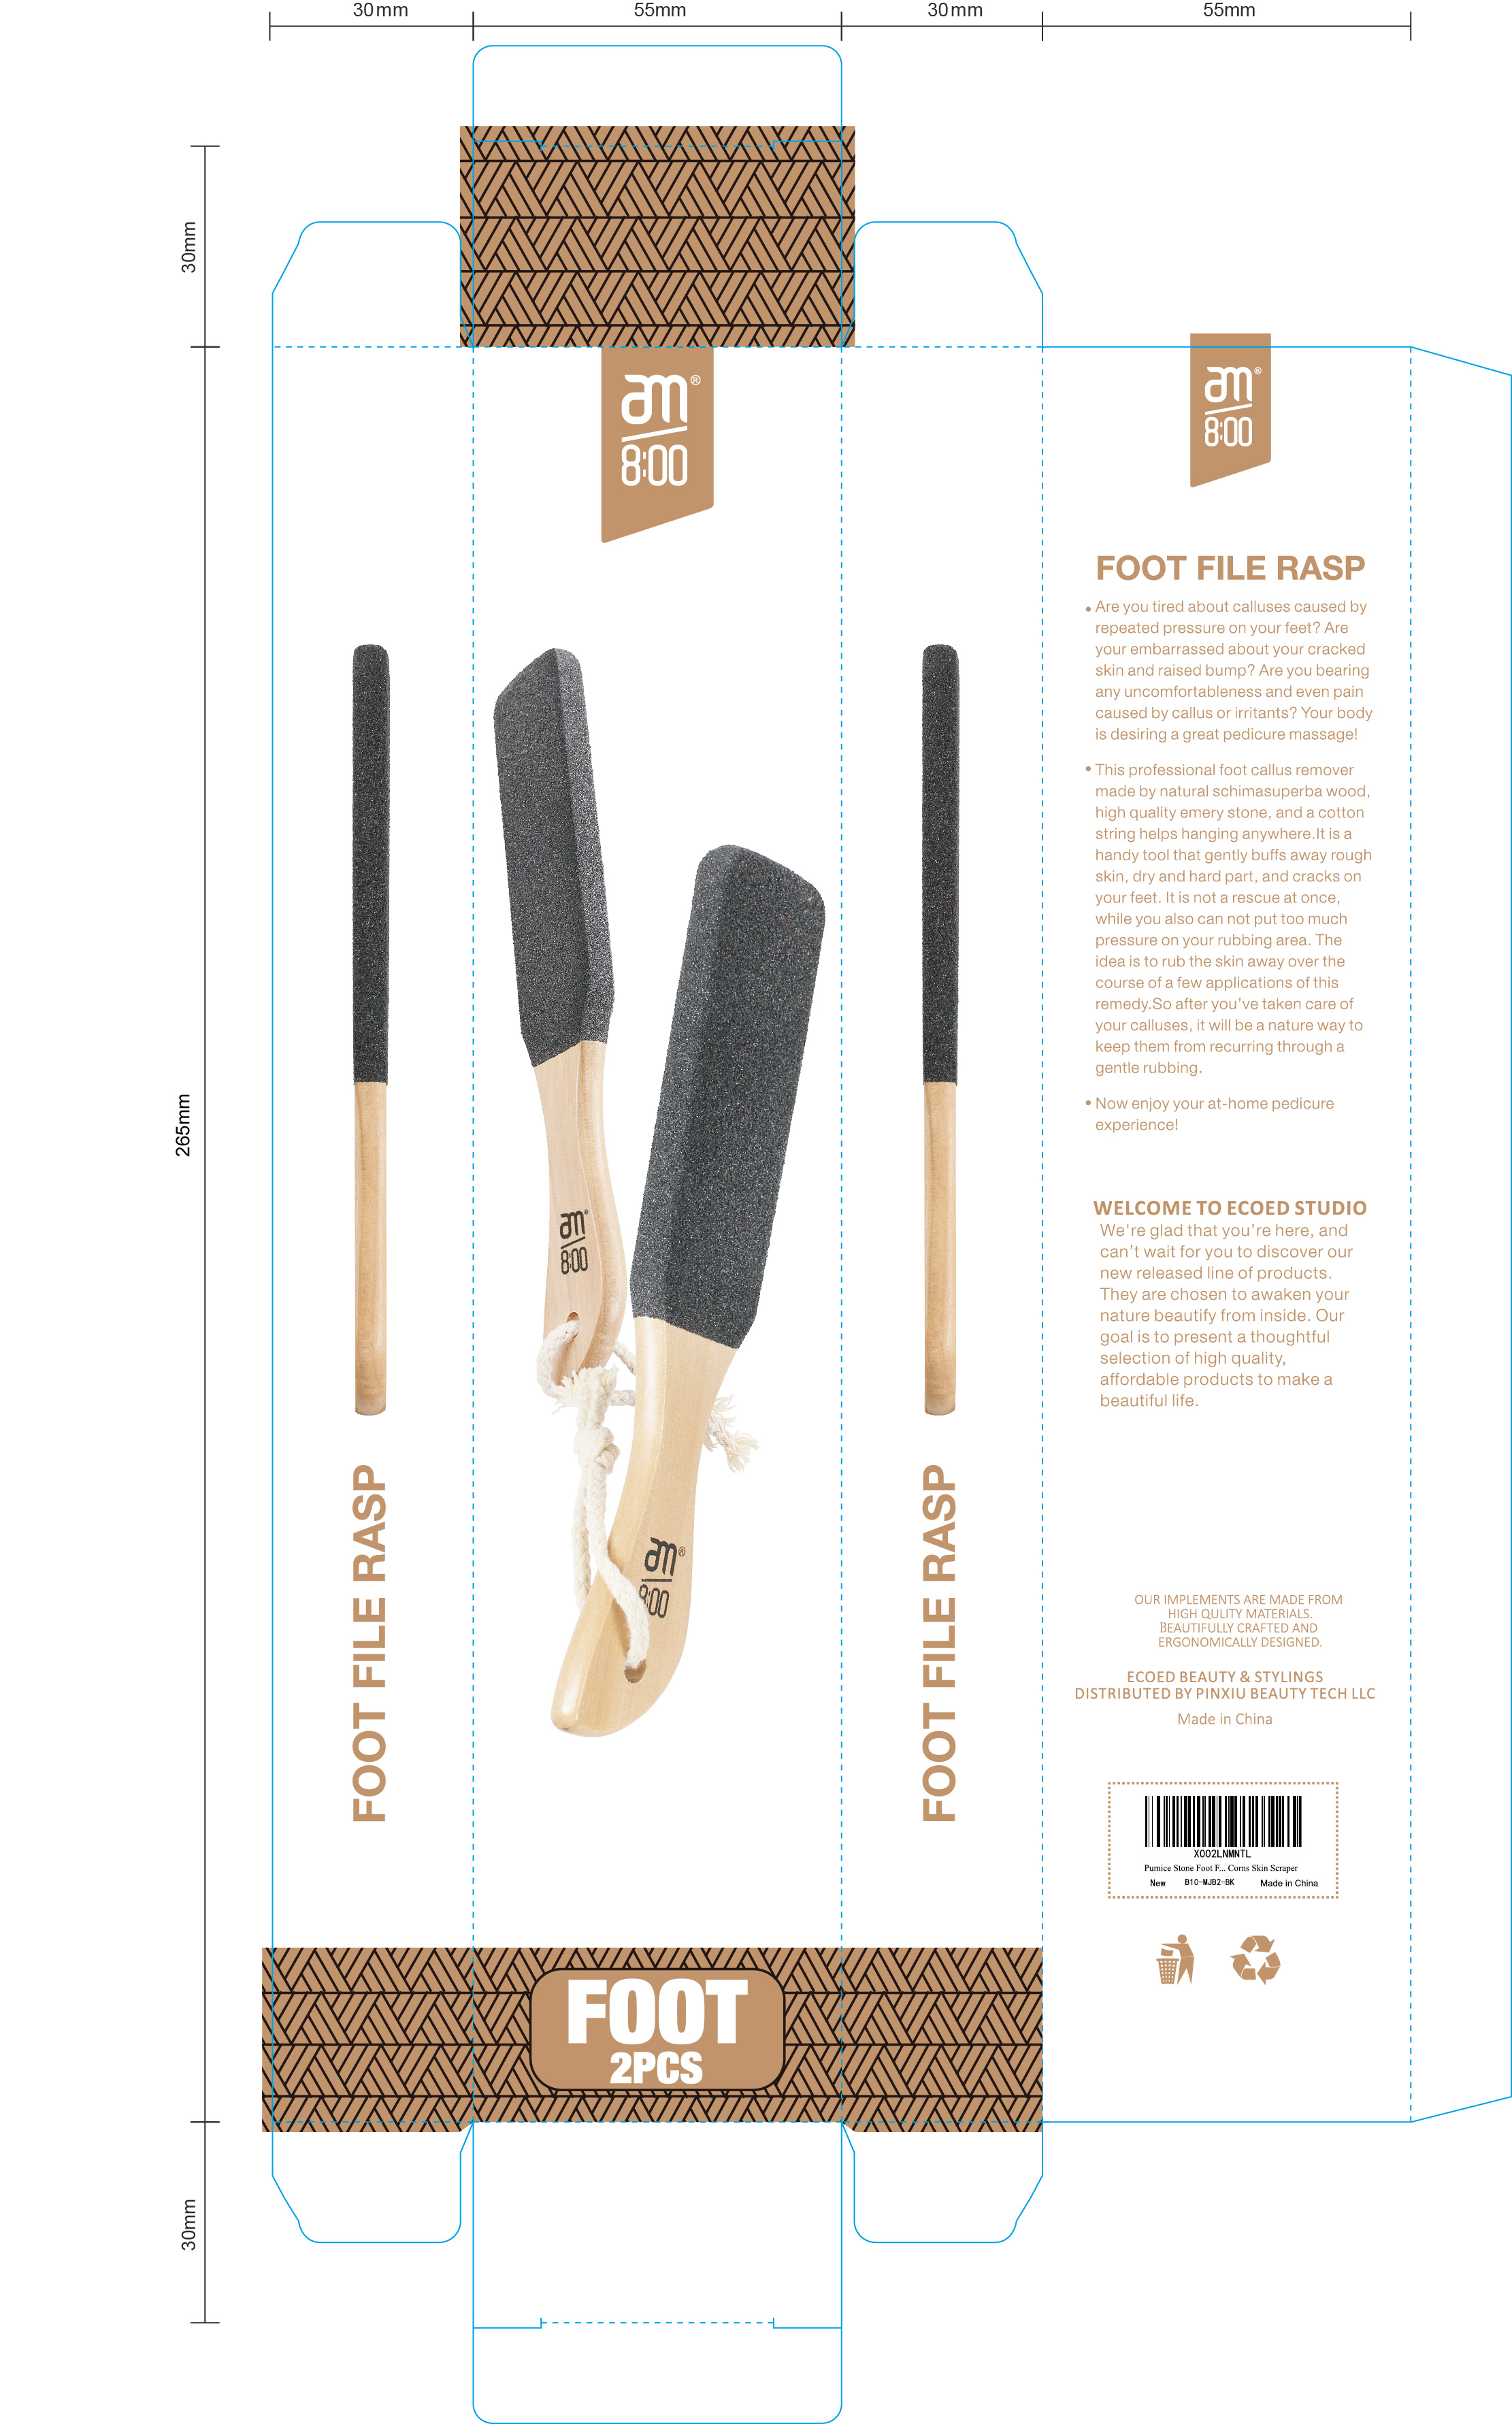 30mm
55mm
30mm
55mm
30mm
265mm
30mm
am®
8:00
am®
8:00
FOOT FILE RASP
• Are you tired about calluses caused by
repeated pressure on your feet? Are
your embarrassed about your cracked
skin and raised bump? Are you bearing
any uncomfortableness and even pain
caused by callus or irritants? Your body
is desiring a great pedicure massage!
• This professional foot callus remover
made by natural schimasuperba wood,
high quality emery stone, and a cotton
string helps hanging anywhere.It is a
handy tool that gently buffs away rough
skin, dry and hard part, and cracks on
your feet. It is not a rescue at once,
while you also can not put too much
pressure on your rubbing area. The
idea is to rub the skin away over the
course of a few applications of this
remedy.So after you've taken care of
your calluses, it will be a nature way to
keep them from recurring through a
gentle rubbing.
• Now enjoy your at-home pedicure
experience!
WELCOME TO ECOED STUDIO
We're glad that you're here, and
can't wait for you to discover our
new released line of products.
They are chosen to awaken your
nature beautify from inside. Our
goal is to present a thoughtful
selection of high quality,
affordable products to make a
beautiful life.
am®
8:00
am®
8:00
FOOT FILE RASP
FOOT FILE RASP
OUR IMPLEMENTS ARE MADE FROM
HIGH QULITY MATERIALS.
BEAUTIFULLY CRAFTED AND
ERGONOMICALLY DESIGNED.
ECOED BEAUTY & STYLINGS
DISTRIBUTED BY PINXIU BEAUTY TECH LLC
Made in China
X002LNMNTL
Pumice Stone Foot F... Corns Skin Scraper
New B10-MJB2-BK Made in China
FOOT
2PCS